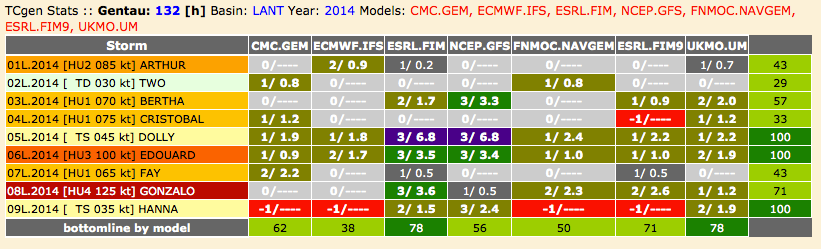 TCgen Stats :: Gentau: 132 [h] Basin: LANT Year: 2014 Models: CMC.GEM, ECMWF.IFS, ESRL.FIM, NCEP.GFS, FNMOC.NAVGEM,
ESRL.FIM9, UKMO.UM
Storm CMC.GEM ECMWF.IFS ESRL.FIM NCEP.GFS FNMOC.NAVGEM ESRL.FIM9 UKMO.UM
01L.2014 [HU2 085 kt] ARTHUR 0/---- 2/ 0.9 1/ 0.2 0/---- 0/---- 0/---- 1/ 0.7 43
02L.2014 [ TD 030 kt] TWO 1/ 0.8 0/---- 0/---- 0/---- 1/ 0.8 0/---- 0/---- 29
03L.2014 [HU1 070 kt] BERTHA 0/---- 0/---- 2/ 1.7 3/ 3.3 0/---- 1/ 0.9 2/ 2.0 57
04L.2014 [HU1 075 kt] CRISTOBAL 1/ 1.2 0/---- 0/---- 0/---- 0/---- -1/---- 1/ 1.2 33
05L.2014 [ TS 045 kt] DOLLY 1/ 1.9 1/ 1.8 3/ 6.8 3/ 6.8 1/ 2.4 1/ 2.2 2/ 2.2 100
06L.2014 [HU3 100 kt] EDOUARD 1/ 0.9 2/ 1.7 3/ 3.5 3/ 3.4 1/ 1.0 1/ 1.0 2/ 1.9 100
07L.2014 [HU1 065 kt] FAY 2/ 2.2 0/---- 1/ 0.5 0/---- 0/---- 1/ 0.5 0/---- 43
08L.2014 [HU4 125 kt] GONZALO 0/---- 0/---- 3/ 3.6 1/ 0.5 2/ 2.3 2/ 2.6 1/ 1.2 71
09L.2014 [ TS 035 kt] HANNA -1/---- -1/---- 2/ 1.5 3/ 2.4 -1/---- -1/---- 2/ 1.9 100
bottomline by model 62 38 78 56 50 71 78